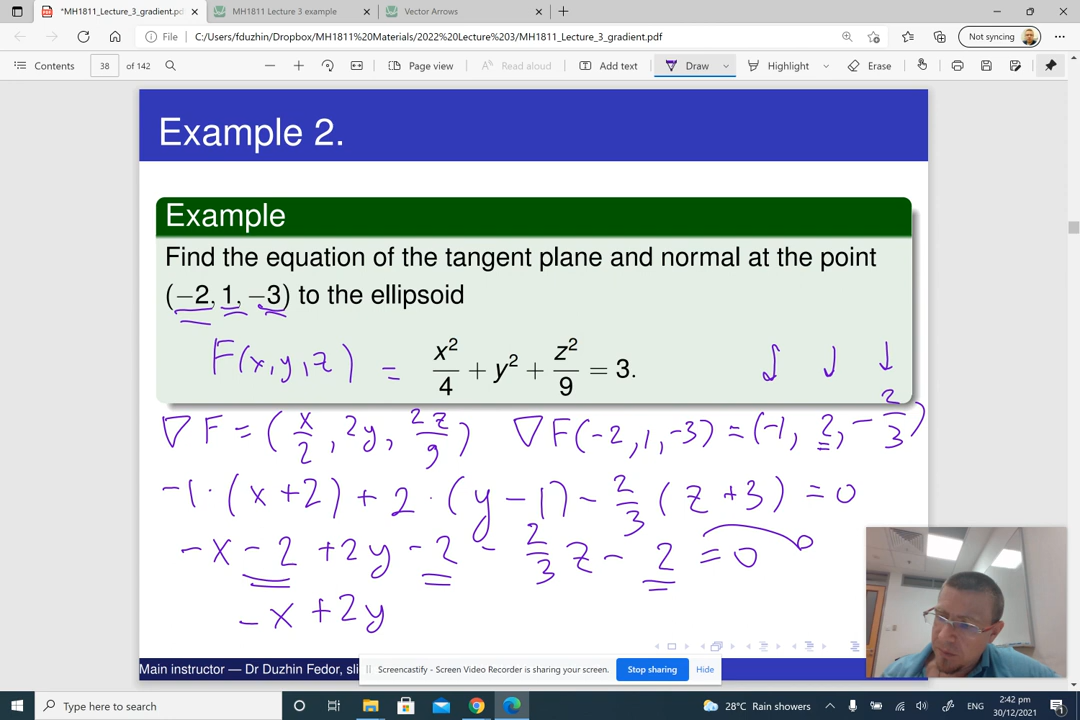 *MH1811_Lecture_3_gradient.pdf
MH1811 Lecture 3 example
Vector Arrows
File
C:/Users/fduzhin/Dropbox/MH1811%20Materials/2022%20Lecture%203/MH1811_Lecture_3_gradient.pdf
Not syncing
Contents
38 of 142
Page view
Read aloud
Add text
Draw
Highlight
Erase
Example 2.
Example
Find the equation of the tangent plane and normal at the point
(−2, 1, −3) to the ellipsoid
F(x,y,z) = x²/4 + y² + z²/9 = 3.
∇F = (x/2, 2y, 2z/9) ∇F(-2,1,-3) = (-1, 2, -2/3)
-1·(x+2) + 2·(y-1) - 2/3(z+3) = 0
-x-2+2y-2-2/3z-2=0
-x+2y
Main instructor — Dr Duzhin Fedor, sli
Screencastify - Screen Video Recorder is sharing your screen.
Stop sharing
Hide
Type here to search
28°C Rain showers
ENG
2:42 pm
30/12/2021
1